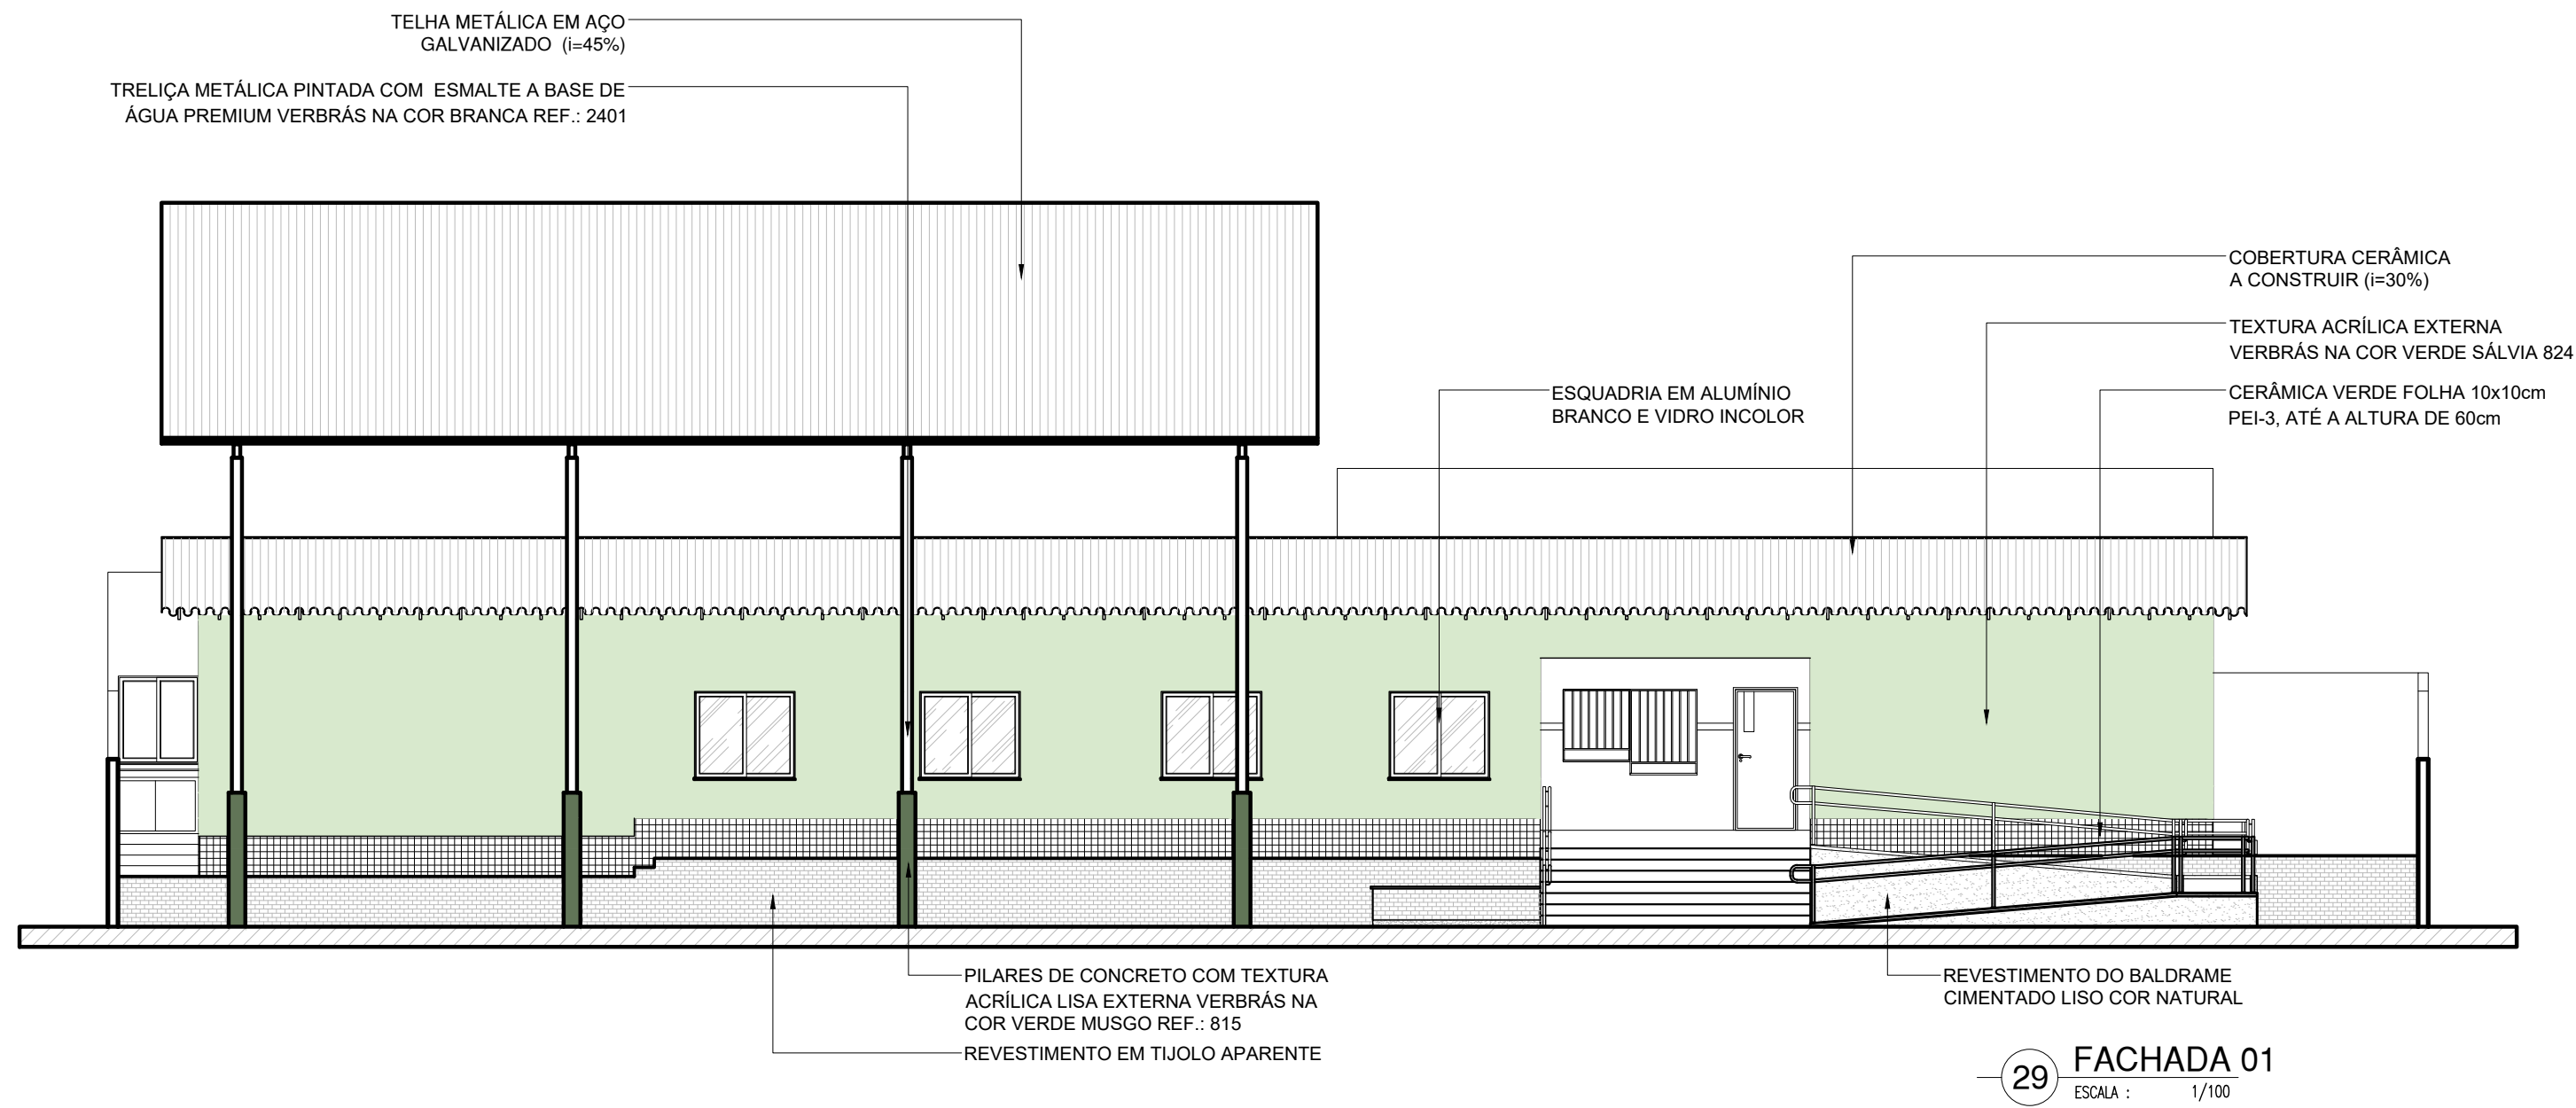 TELHA METÁLICA EM AÇO
GALVANIZADO (i=45%)
TRELIÇA METÁLICA PINTADA COM ESMALTE A BASE DE
ÁGUA PREMIUM VERBRÁS NA COR BRANCA REF.: 2401
COBERTURA CERÂMICA
A CONSTRUIR (i=30%)
TEXTURA ACRÍLICA EXTERNA
VERBRÁS NA COR VERDE SÁLVIA 824
ESQUADRIA EM ALUMÍNIO
BRANCO E VIDRO INCOLOR
CERÂMICA VERDE FOLHA 10x10cm
PEI-3, ATÉ A ALTURA DE 60cm
PILARES DE CONCRETO COM TEXTURA
ACRÍLICA LISA EXTERNA VERBRÁS NA
COR VERDE MUSGO REF.: 815
REVESTIMENTO EM TIJOLO APARENTE
REVESTIMENTO DO BALDRAME
CIMENTADO LISO COR NATURAL
29 FACHADA 01
ESCALA : 1/100